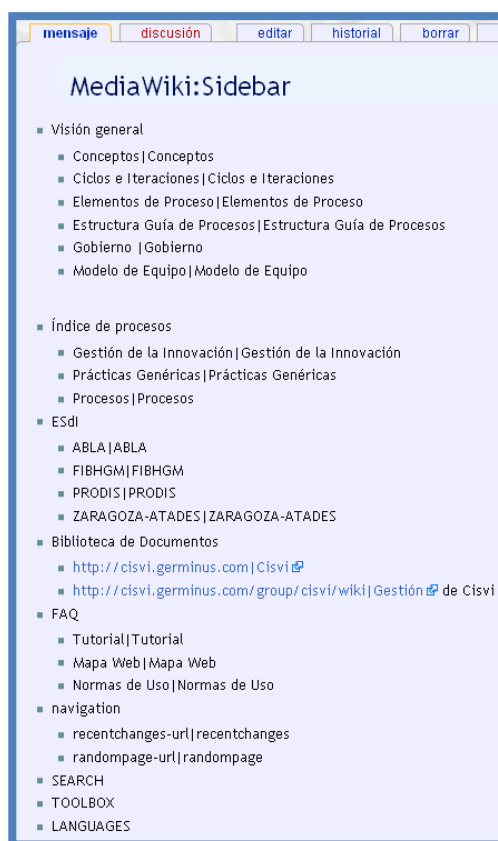 mensaje discusión editar historial borrar
MediaWiki:Sidebar
Visión general
Conceptos|Conceptos
Ciclos e Iteraciones|Ciclos e Iteraciones
Elementos de Proceso|Elementos de Proceso
Estructura Guía de Procesos|Estructura Guía de Procesos
Gobierno |Gobierno
Modelo de Equipo|Modelo de Equipo
Índice de procesos
Gestión de la Innovación|Gestión de la Innovación
Prácticas Genéricas|Prácticas Genéricas
Procesos|Procesos
ESdI
ABLA|ABLA
FIBHGM|FIBHGM
PRODIS|PRODIS
ZARAGOZA-ATADES|ZARAGOZA-ATADES
Biblioteca de Documentos
http://cisvi.germinus.com|Cisvi
http://cisvi.germinus.com/group/cisvi/wiki|Gestión de Cisvi
FAQ
Tutorial|Tutorial
Mapa Web|Mapa Web
Normas de Uso|Normas de Uso
navigation
recentchanges-url|recentchanges
randompage-url|randompage
SEARCH
TOOLBOX
LANGUAGES